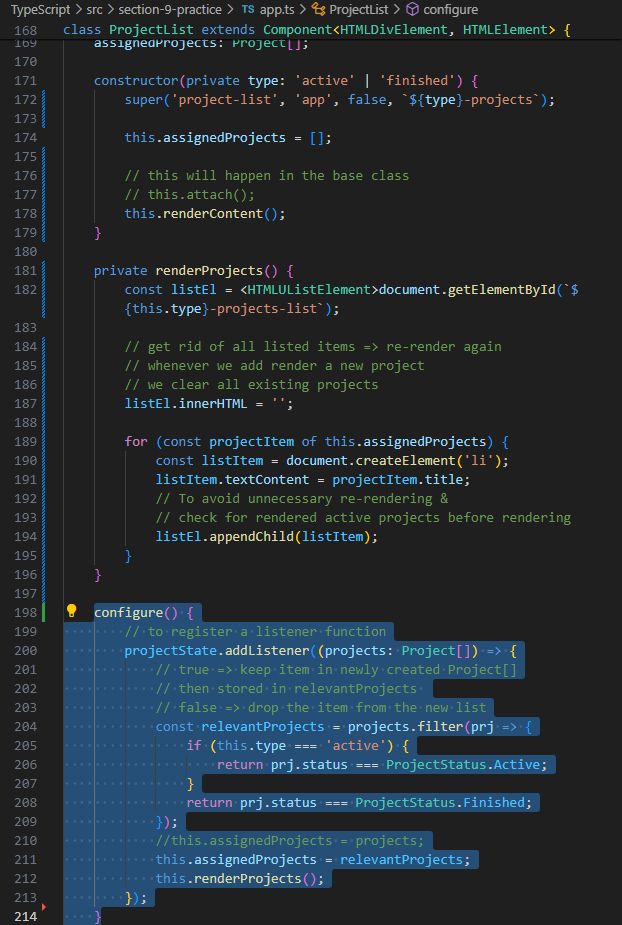 TypeScript > src > section-9-practice > TS app.ts > ProjectList > configure
168 class ProjectList extends Component<HTMLDivElement, HTMLElement> {
169 assignedProjects: Project[];
170
171 constructor(private type: 'active' | 'finished') {
172 super('project-list', 'app', false, `${type}-projects`);
173
174 this.assignedProjects = [];
175
176 // this will happen in the base class
177 // this.attach();
178 this.renderContent();
179 }
180
181 private renderProjects() {
182 const listEl = <HTMLUListElement>document.getElementById(`$
{this.type}-projects-list`);
183
184 // get rid of all listed items => re-render again
185 // whenever we add render a new project
186 // we clear all existing projects
187 listEl.innerHTML = '';
188
189 for (const projectItem of this.assignedProjects) {
190 const listItem = document.createElement('li');
191 listItem.textContent = projectItem.title;
192 // To avoid unnecessary re-rendering &
193 // check for rendered active projects before rendering
194 listEl.appendChild(listItem);
195 }
196 }
197
198 configure() {
199 // to register a listener function
200 projectState.addListener((projects: Project[]) => {
201 // true => keep item in newly created Project[]
202 // then stored in relevantProjects
203 // false => drop the item from the new list
204 const relevantProjects = projects.filter(prj => {
205 if (this.type === 'active') {
206 return prj.status === ProjectStatus.Active;
207 }
208 return prj.status === ProjectStatus.Finished;
209 });
210 //this.assignedProjects = projects;
211 this.assignedProjects = relevantProjects;
212 this.renderProjects();
213 });
214 }